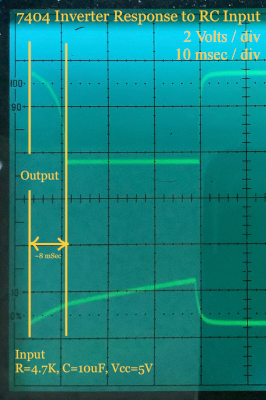 7404 Inverter Response to RC Input
2 Volts / div
10 msec / div
100
90
Output
~8 mSec
10
0%
Input
R=4.7K, C=10uF, Vcc=5V